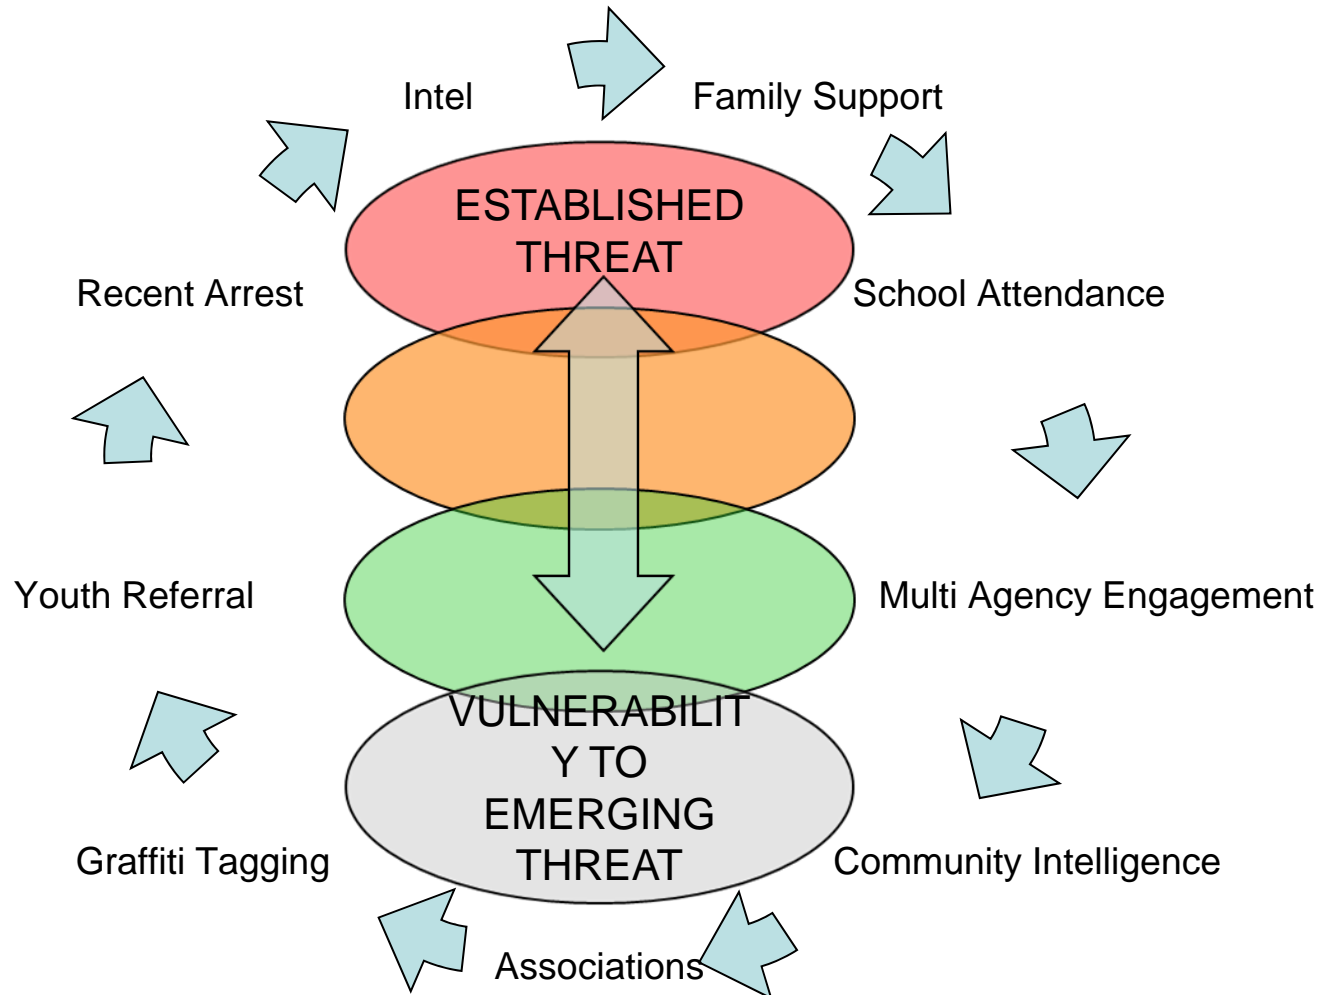 Intel
Family Support
ESTABLISHED
THREAT
Recent Arrest
School Attendance
Youth Referral
Multi Agency Engagement
VULNERABILIT
Y TO
EMERGING
THREAT
Graffiti Tagging
Community Intelligence
Associations